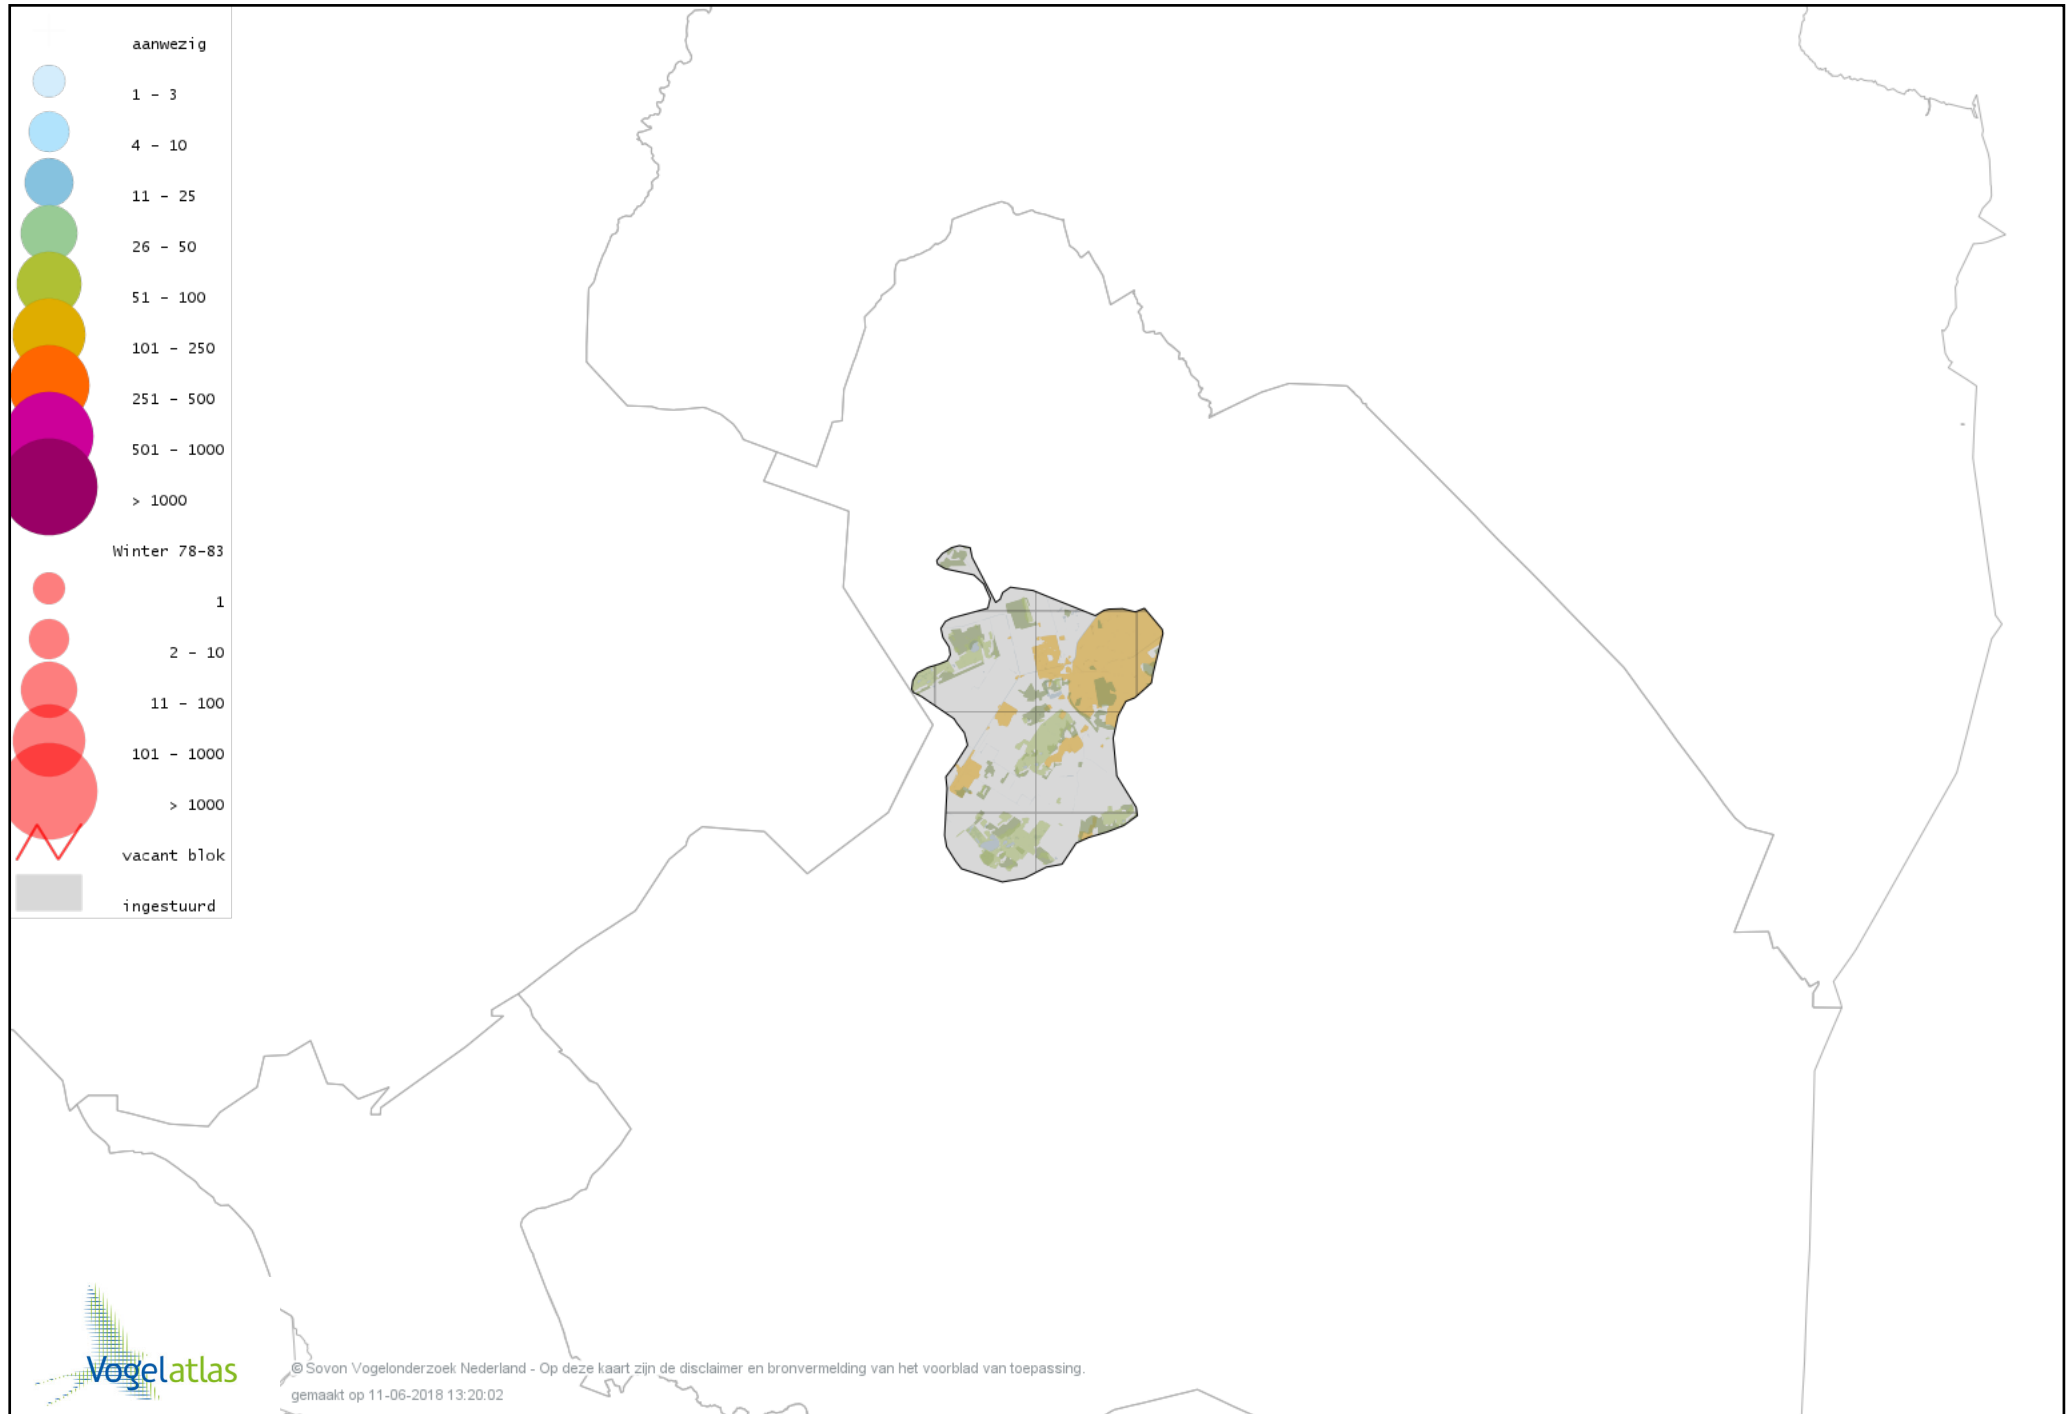 aanwezig
1 - 3
4 - 10
11 - 25
26 - 50
51 - 100
101 - 250
251 - 500
501 - 1000
> 1000
Winter 78-83
1
2 - 10
11 - 100
101 - 1000
> 1000
vacant blok
ingestuurd
Vogelatlas
© Sovon Vogelonderzoek Nederland - Op deze kaart zijn de disclaimer en bronvermelding van het voorblad van toepassing.
gemaakt op 11-06-2018 13:20:02